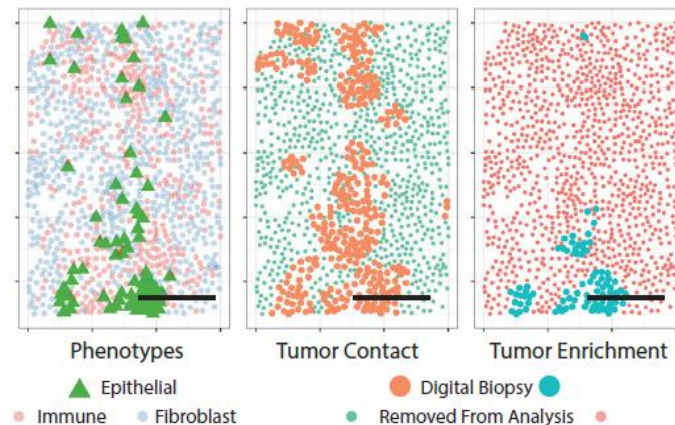 Phenotypes Tumor Contact Tumor Enrichment
Epithelial Digital Biopsy
Immune Fibroblast Removed From Analysis